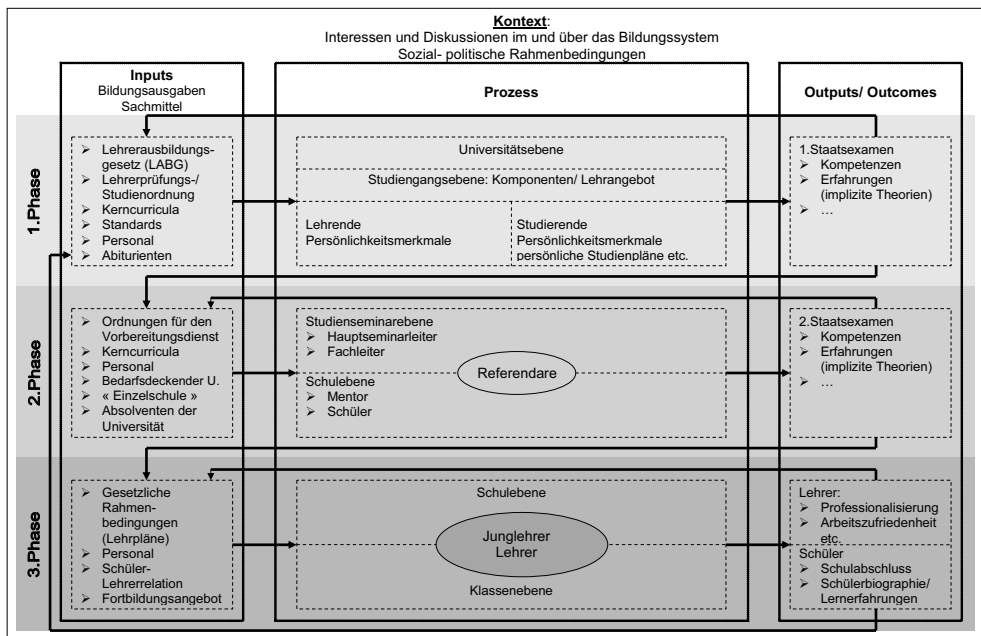 Kontext:
Interessen und Diskussionen im und über das Bildungssystem
Sozial- politische Rahmenbedingungen
Inputs
Bildungsausgaben
Sachmittel
Prozess
Outputs/ Outcomes
1.Phase
➢ Lehrerausbildungs-
gesetz (LABG)
➢ Lehrerprüfungs-/
Studienordnung
➢ Kerncurricula
➢ Standards
➢ Personal
➢ Abiturienten
Universitätsebene
Studiengangsebene: Komponenten/ Lehrangebot
Lehrende
Persönlichkeitsmerkmale
Studierende
Persönlichkeitsmerkmale
persönliche Studienpläne etc.
1.Staatsexamen
➢ Kompetenzen
➢ Erfahrungen
(implizite Theorien)
➢ …
2.Phase
➢ Ordnungen für den
Vorbereitungsdienst
➢ Kerncurricula
➢ Personal
➢ Bedarfsdeckender U.
➢ « Einzelschule »
➢ Absolventen der
Universität
Studienseminarebene
➢ Hauptseminarleiter
➢ Fachleiter
Referendare
Schulebene
➢ Mentor
➢ Schüler
2.Staatsexamen
➢ Kompetenzen
➢ Erfahrungen
(implizite Theorien)
➢ …
3.Phase
➢ Gesetzliche
Rahmen-
bedingungen
(Lehrpläne)
➢ Personal
➢ Schüler-
Lehrerrelation
➢ Fortbildungsangebot
Schulebene
Junglehrer
Lehrer
Klassenebene
Lehrer:
➢ Professionalisierung
➢ Arbeitszufriedenheit
etc.
Schüler
➢ Schulabschluss
➢ Schülerbiographie/
Lernerfahrungen